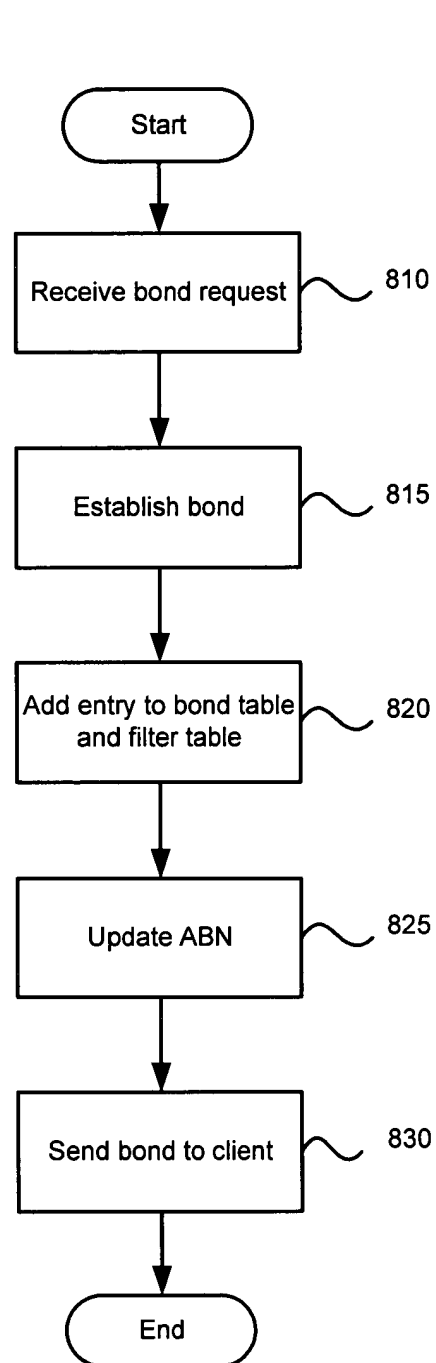 Start
Receive bond request
810
Establish bond
815
Add entry to bond table
and filter table
820
Update ABN
825
Send bond to client
830
End